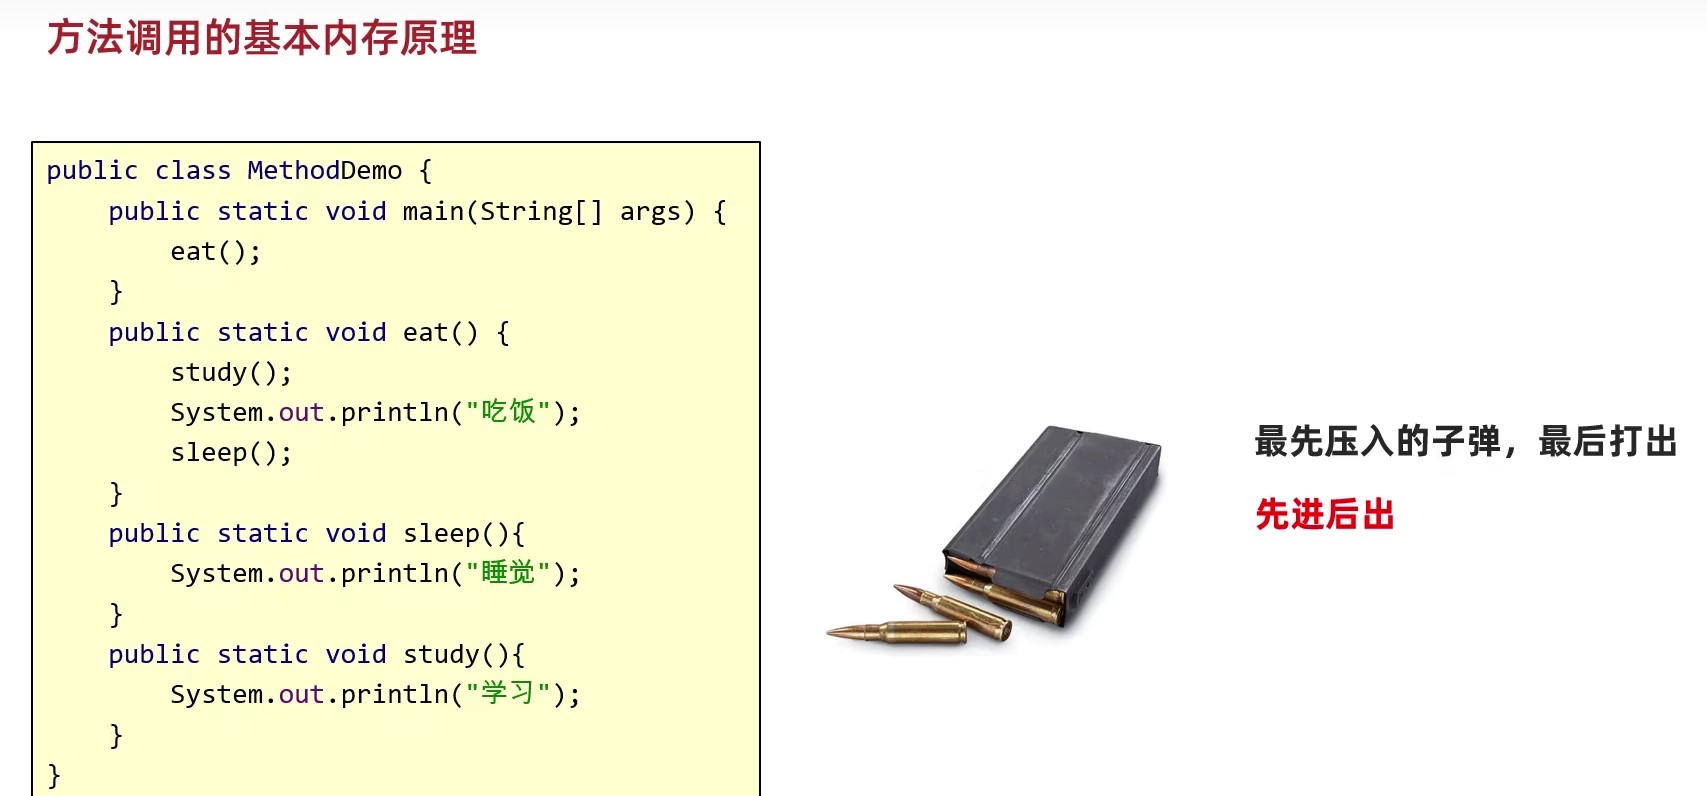 方法调用的基本内存原理
public class MethodDemo {
    public static void main(String[] args) {
        eat();
    }
    public static void eat() {
        study();
        System.out.println("吃饭");
        sleep();
    }
    public static void sleep(){
        System.out.println("睡觉");
    }
    public static void study(){
        System.out.println("学习");
    }
}
最先压入的子弹，最后打出
先进后出